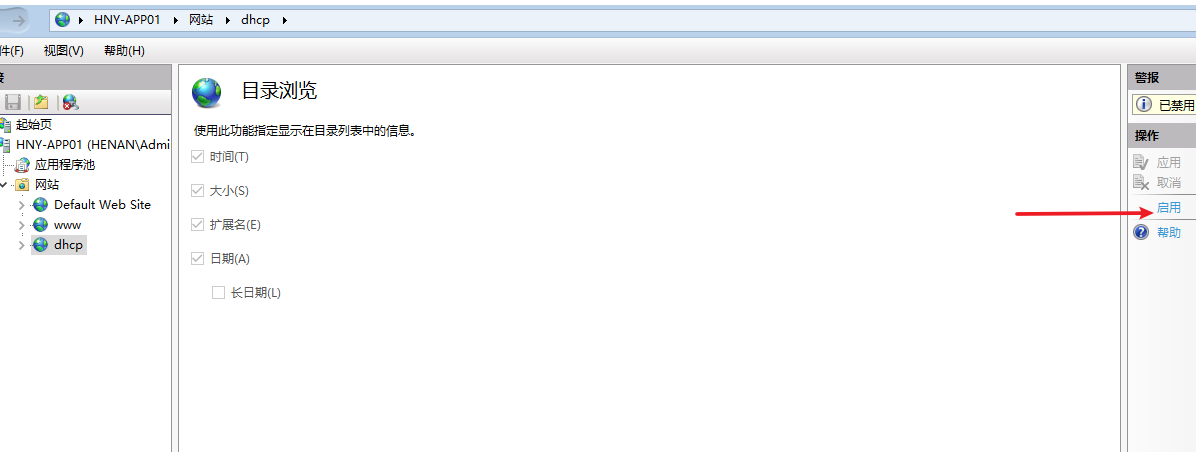 HNY-APP01 网站 dhcp
件(F) 视图(V) 帮助(H)
接
起始页
HNY-APP01 (HENAN\Admi
应用程序池
网站
Default Web Site
www
dhcp
目录浏览
使用此功能指定显示在目录列表中的信息。
时间(T)
大小(S)
扩展名(E)
日期(A)
长日期(L)
警报
已禁用
操作
应用
取消
启用
帮助